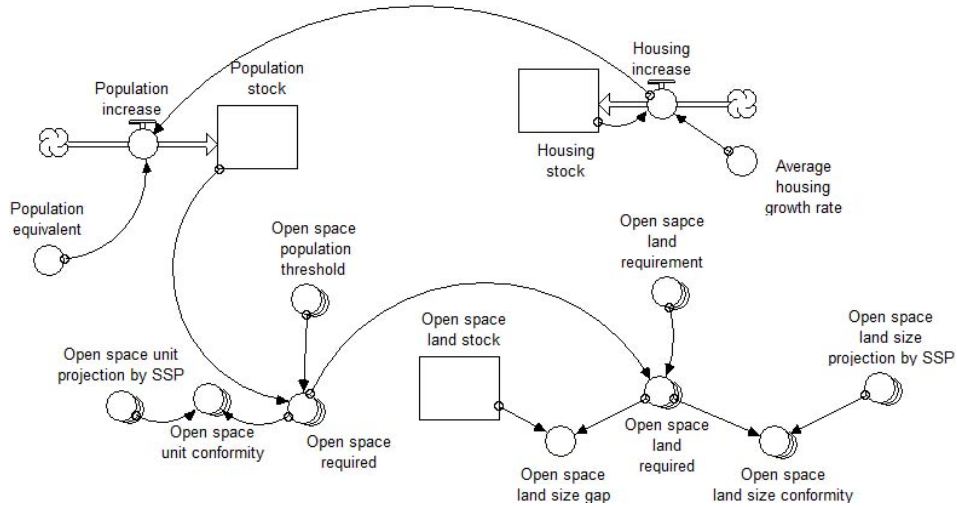 Population
increase
Population
stock
Housing
increase
Housing
stock
Average
housing
growth rate
Population
equivalent
Open space
population
threshold
Open sapce
land
requirement
Open space unit
projection by SSP
Open space
land stock
Open space
land size
projection by SSP
Open space
unit conformity
Open space
required
Open space
land size gap
Open space
land
required
Open space
land size conformity